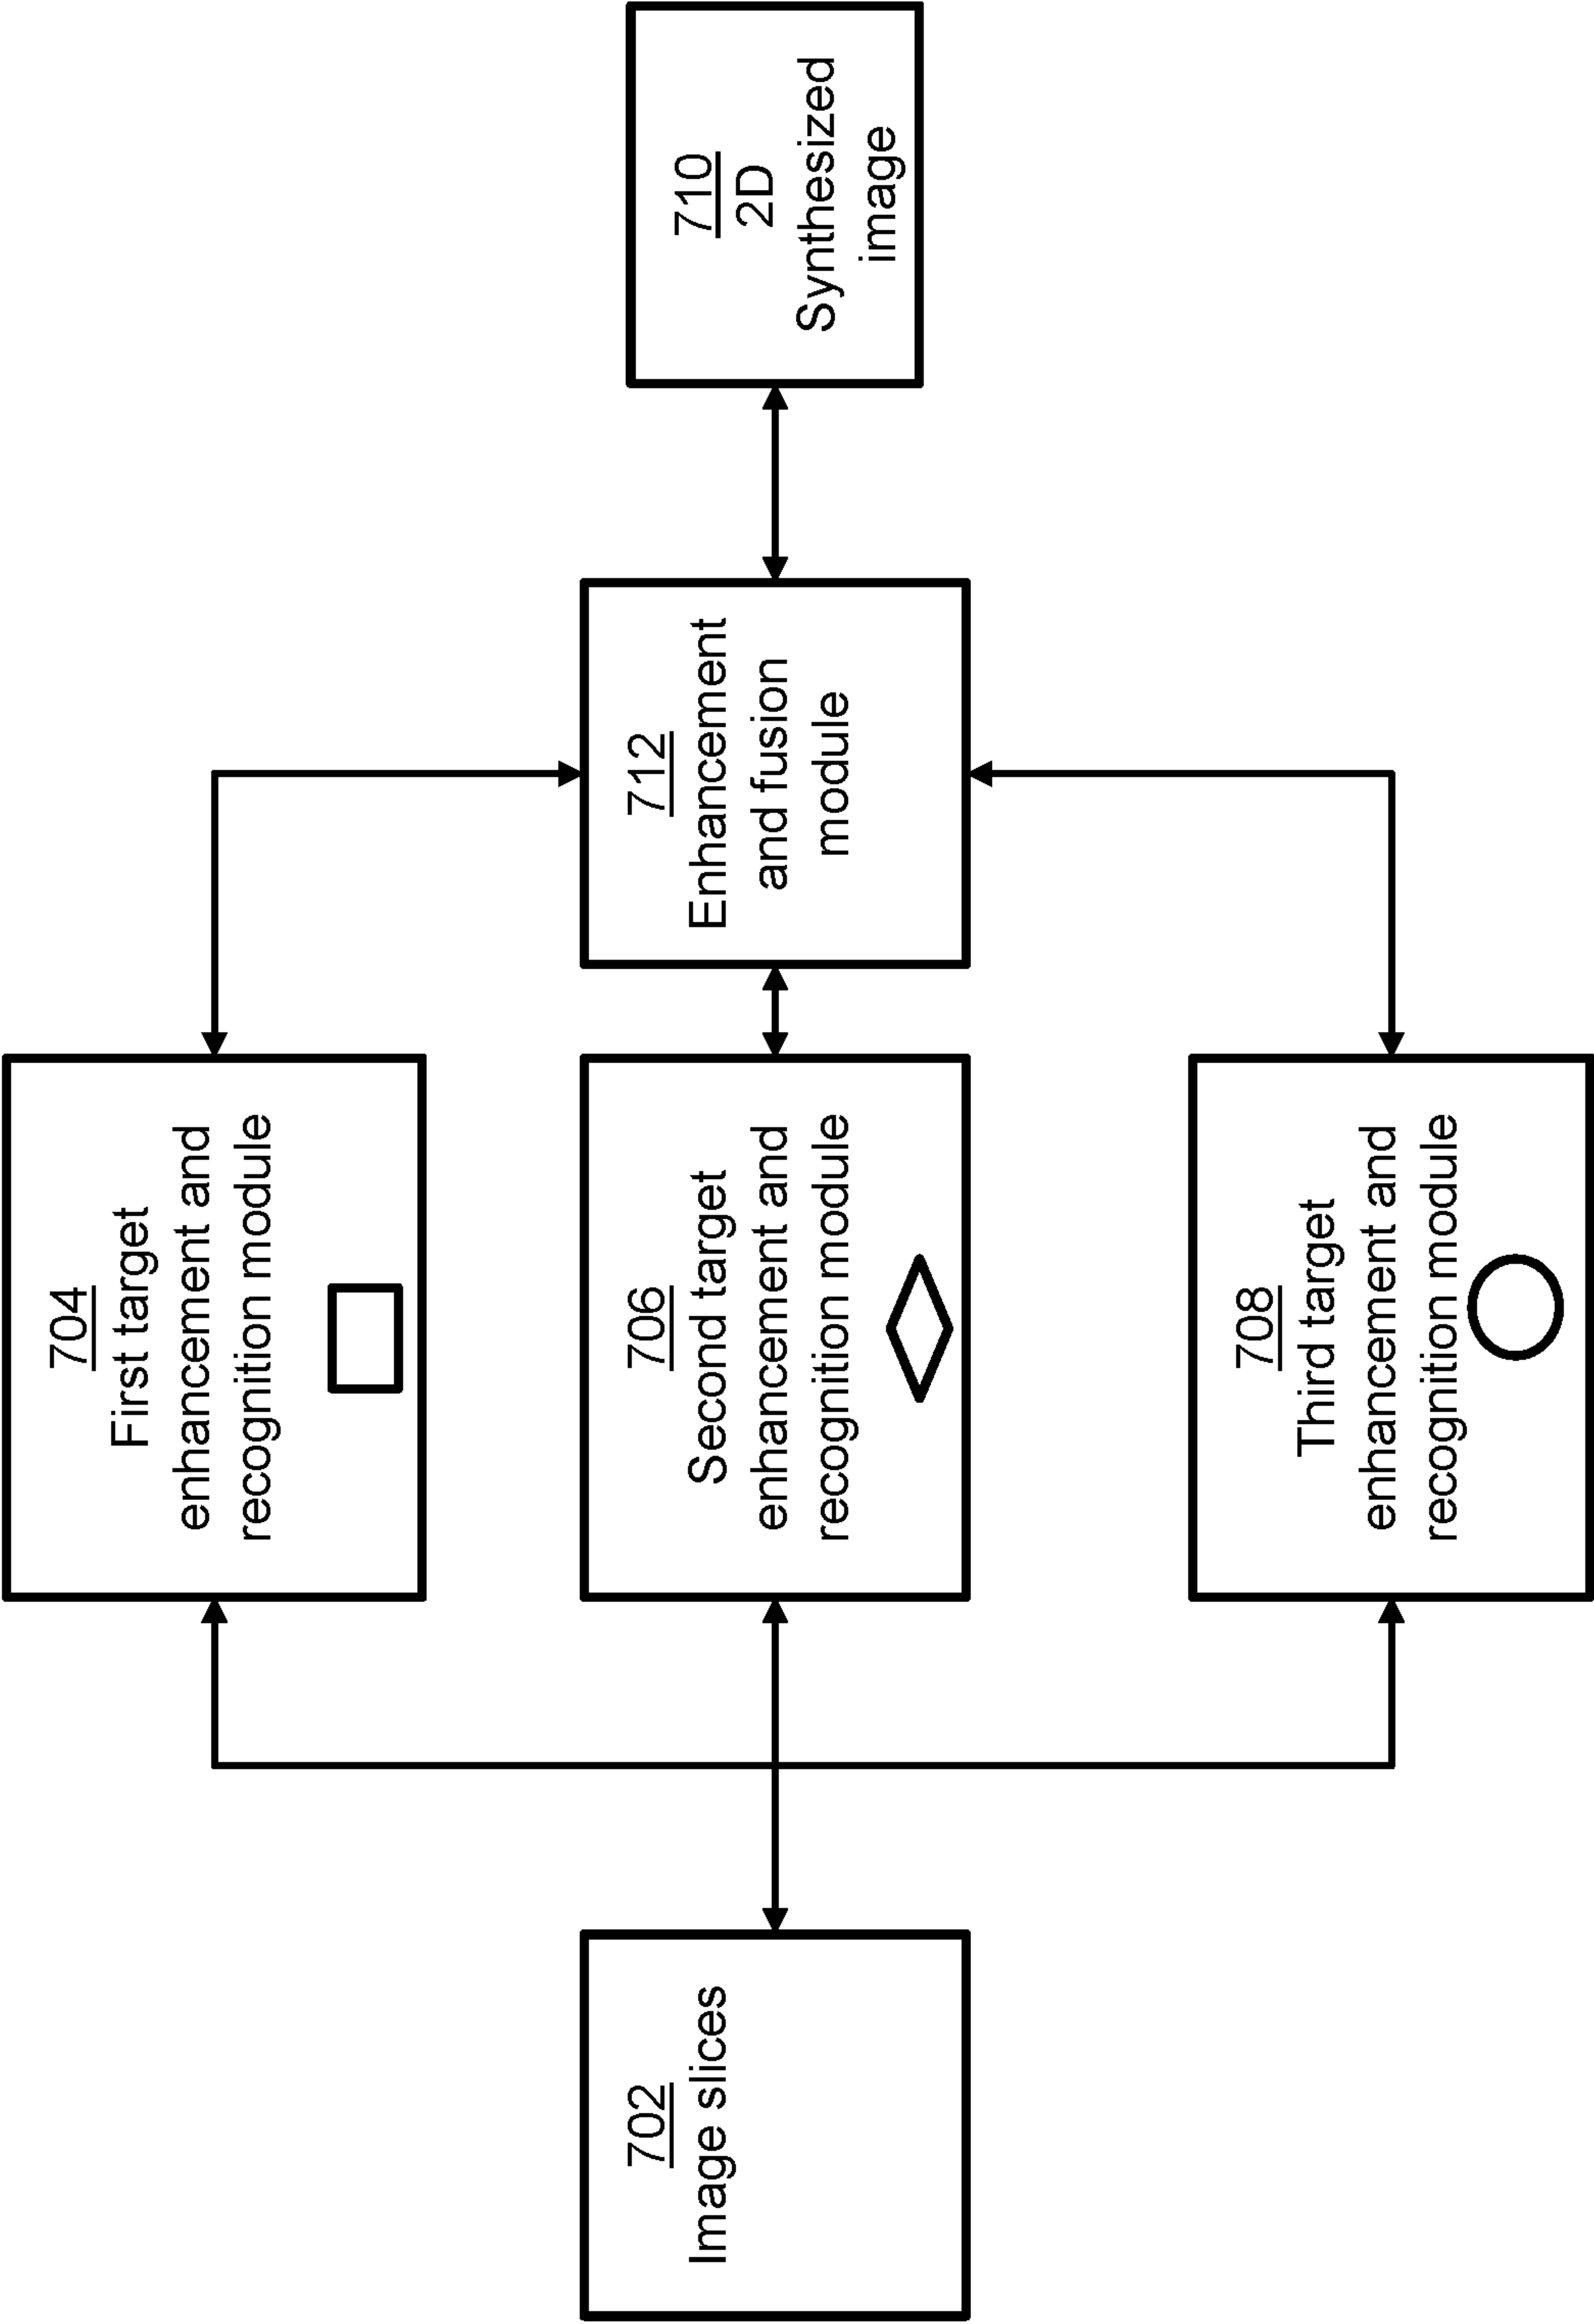 702
Image slices
704
First target
enhancement and
recognition module
706
Second target
enhancement and
recognition module
708
Third target
enhancement and
recognition module
712
Enhancement
and fusion
module
710
2D
Synthesized
image